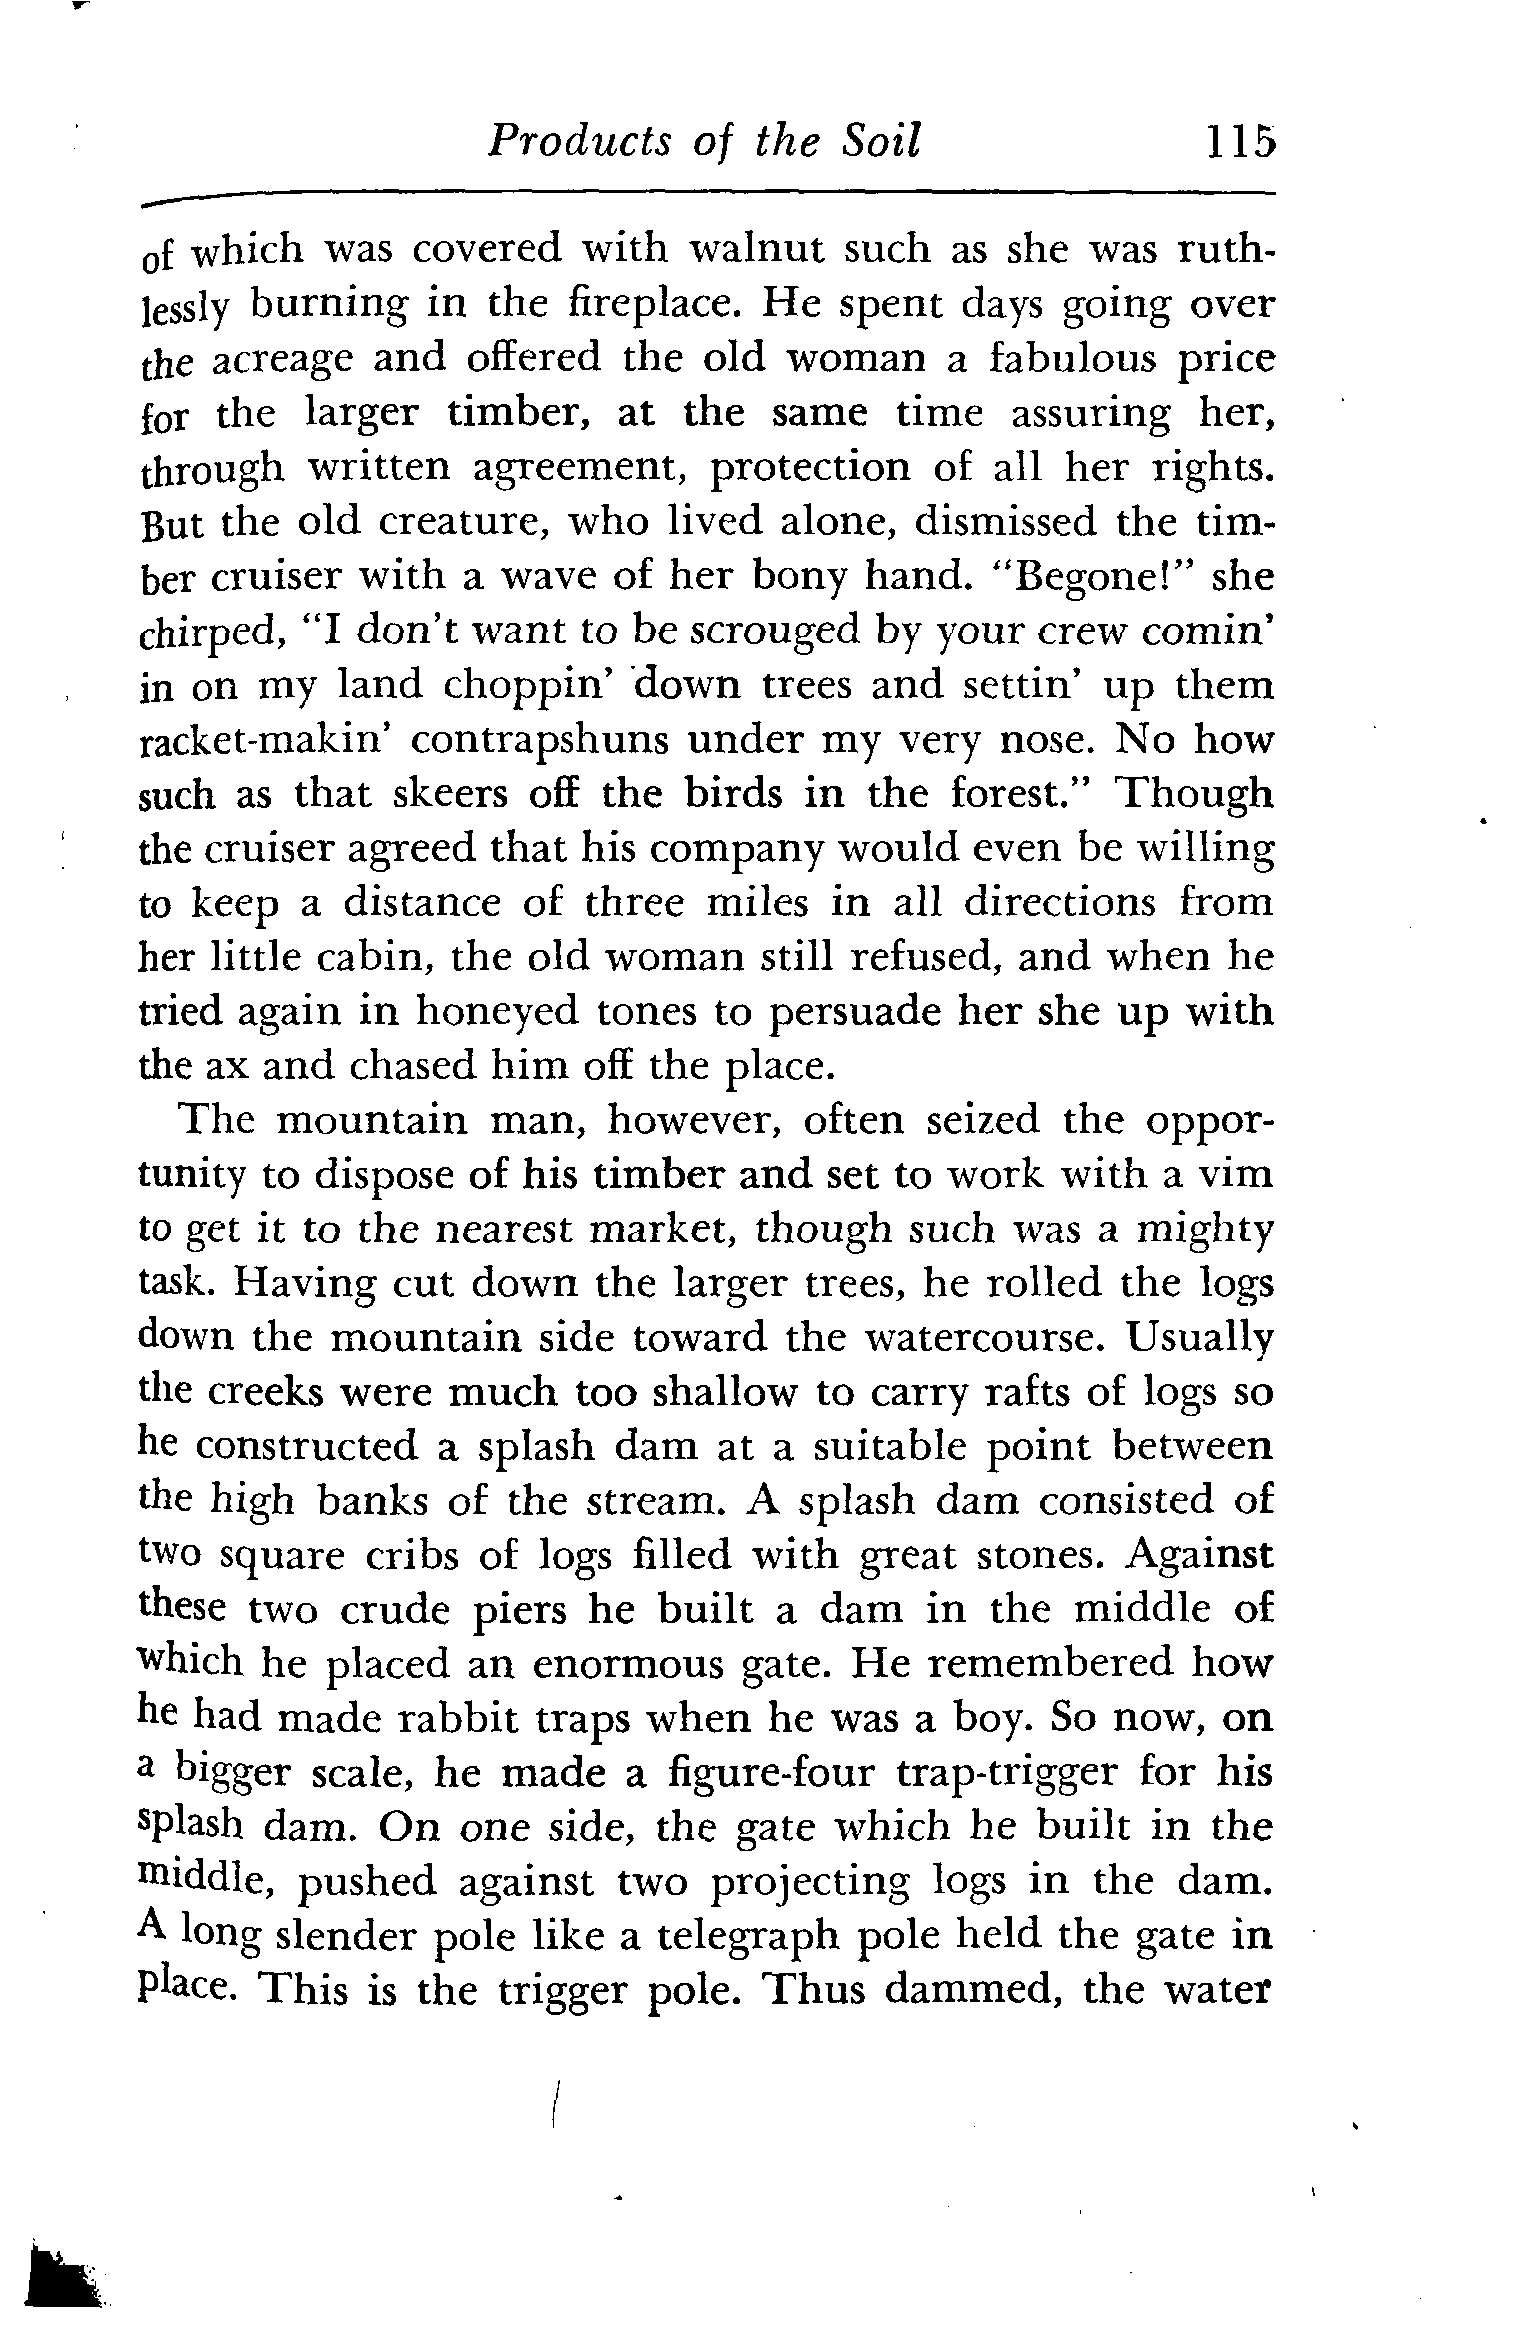 Products of the Soil 115
of which was covered with walnut such as she was ruth-
lessly burning in the fireplace. He spent days going over
the acreage and offered the old woman a fabulous price
for the larger timber, at the same time assuring her,
through written agreement, protection of all her rights.
But the old creature, who lived alone, dismissed the tim-
ber cruiser with a wave of her bony hand. “Begone!” she
chirped, “I don’t want to be scrouged by your crew comin’
in on my land choppin’ down trees and settin’ up them
racket-makin’ contrapshuns under my very nose. No how
such as that skeers off the birds in the forest.” Though
the cruiser agreed that his company would even be willing
to keep a distance of three miles in all directions from
her little cabin, the old woman still refused, and when he
tried again in honeyed tones to persuade her she up with
the ax and chased him off the place.
The mountain man, however, often seized the oppor-
tunity to dispose of his timber and set to work with a vim
to get it to the nearest market, though such was a mighty
task. Having cut down the larger trees, he rolled the logs
down the mountain side toward the watercourse. Usually
the creeks were much too shallow to carry rafts of logs so
he constructed a splash dam at a suitable point between
the high banks of the stream. A splash dam consisted of
two square cribs of logs filled with great stones. Against
these two crude piers he built a dam in the middle of
which he placed an enormous gate. He remembered how
he had made rabbit traps when he was a boy. So now, on
a bigger scale, he made a figure-four trap-trigger for his
splash dam. On one side, the gate which he built in the
middle, pushed against two projecting logs in the dam.
A long slender pole like a telegraph pole held the gate in
place. This is the trigger pole. Thus dammed, the water